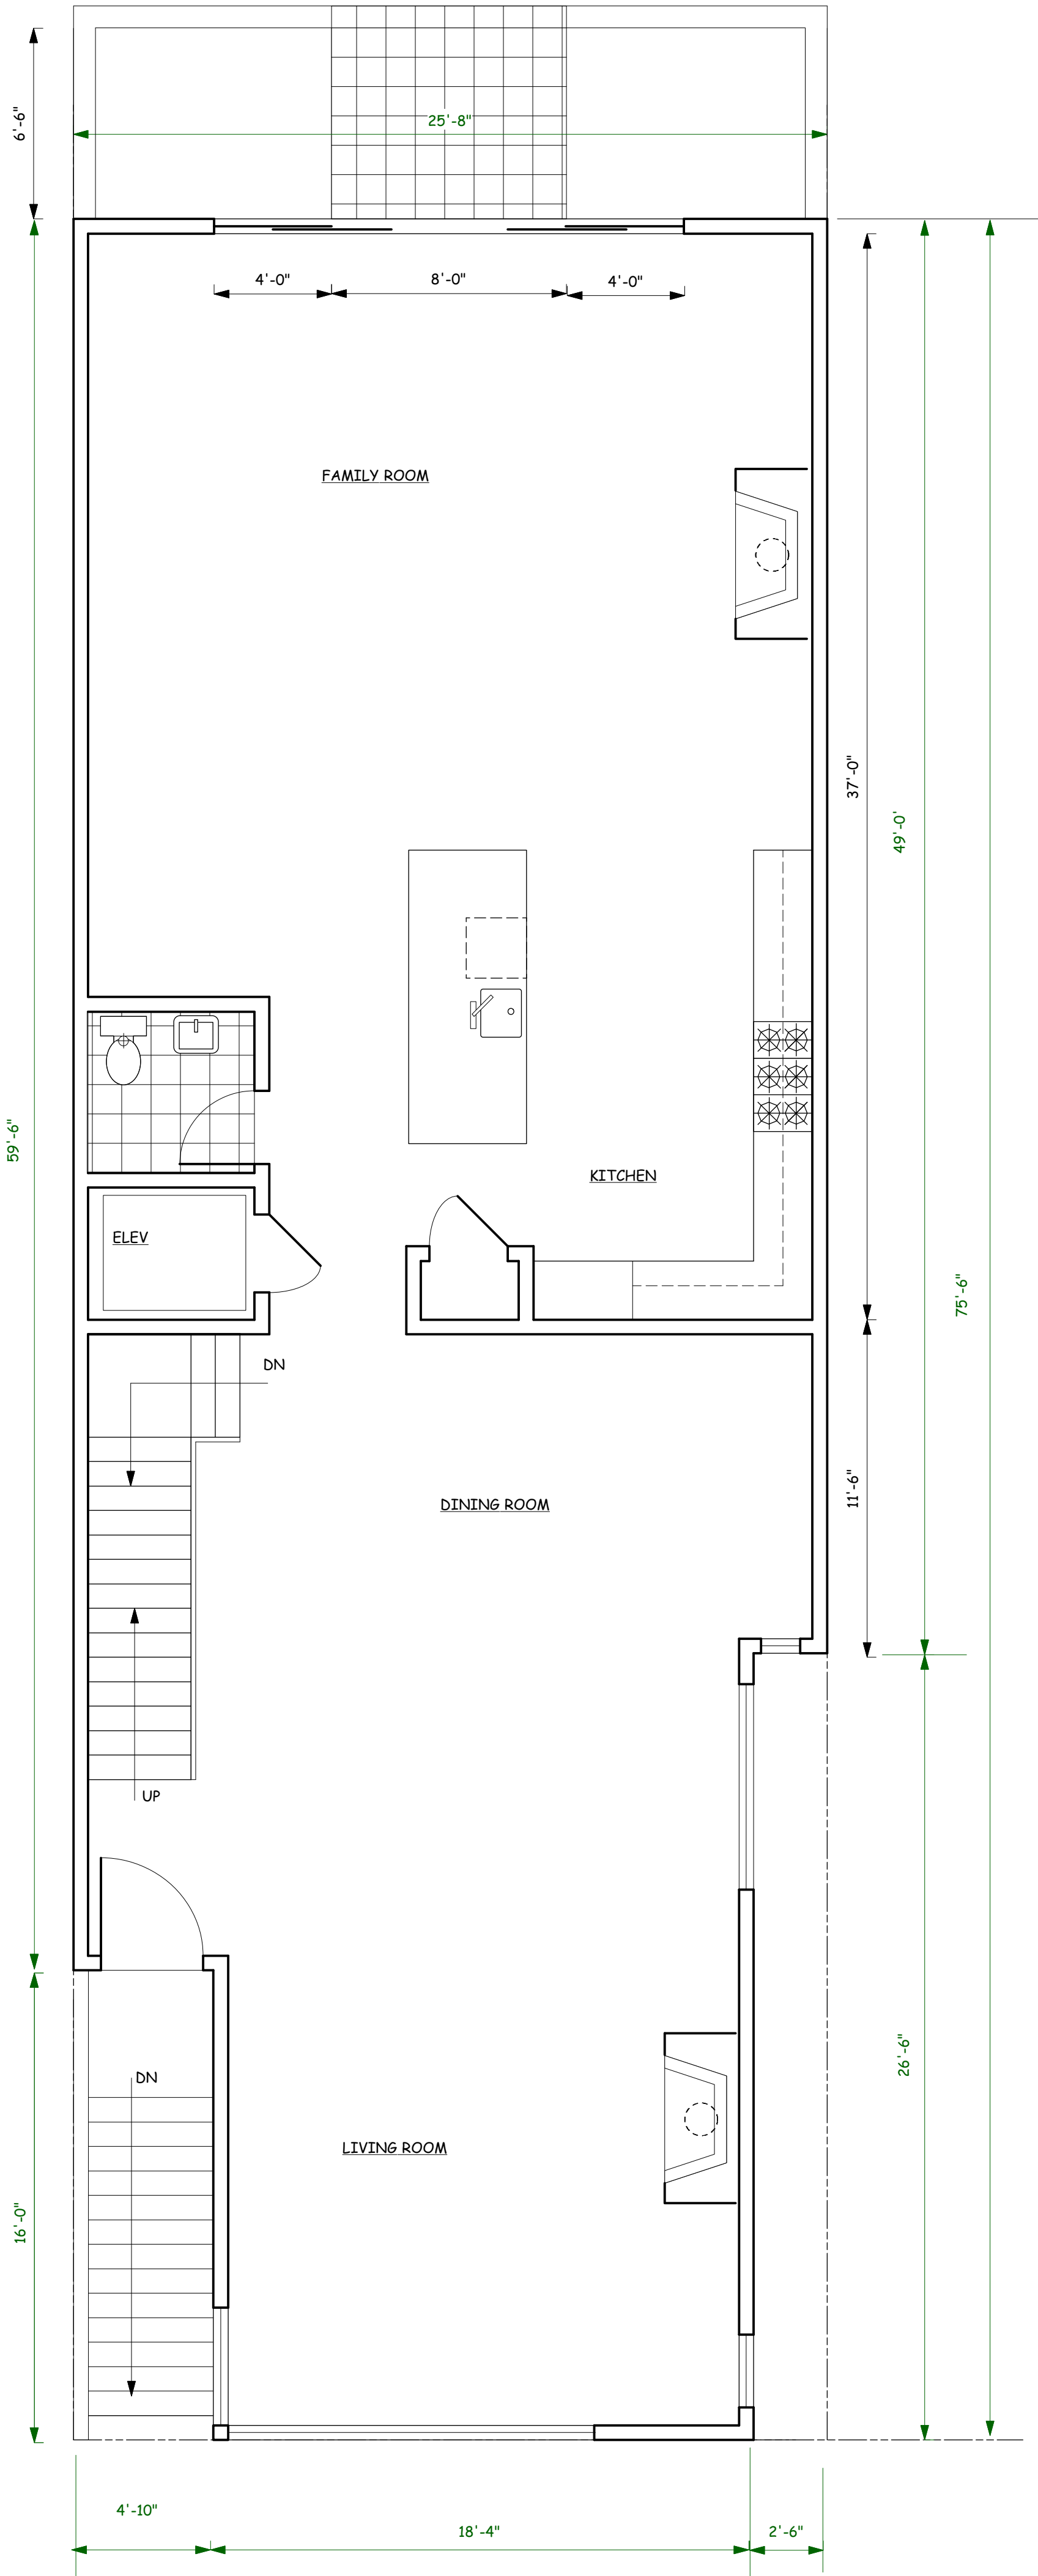 6'-6"
25'-8"
4'-0"
8'-0"
4'-0"
FAMILY ROOM
37'-0"
49'-0'
59'-6"
KITCHEN
ELEV
75'-6"
DN
11'-6"
DINING ROOM
UP
26'-6"
DN
LIVING ROOM
16'-0"
4'-10"
18'-4"
2'-6"